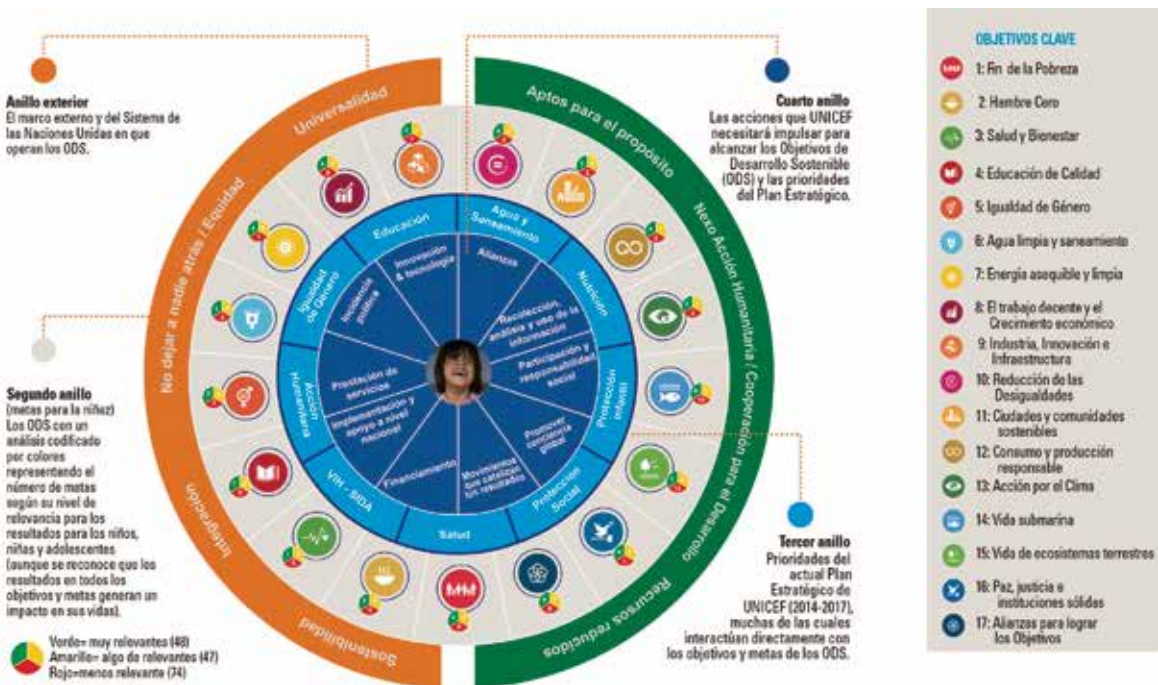 Anillo exterior
El marco externo y del Sistema de
las Naciones Unidas en que
operan los ODS.
Segundo anillo
(metas para la niñez)
Los ODS con un
análisis codificado
por colores
representando el
número de metas
según su nivel de
relevancia para los
resultados para los niños,
niñas y adolescentes
(aunque se reconoce que los
resultados en todos los
objetivos y metas generan un
impacto en sus vidas).
Verde= muy relevantes (48)
Amarillo= algo de relevantes (47)
Rojo=menos relevante (74)
Universalidad
No dejar a nadie atrás / Equidad
Integración
Sostenibilidad
Aptos para el propósito
Nexo Acción Humanitaria / Cooperación para el Desarrollo
Recursos reducidos
Educación
Agua y
Saneamiento
Nutrición
Protección
Infantil
Protección
Social
Salud
VIH - SIDA
Acción
Humanitaria
Igualdad
de Género
Innovación
& tecnología
Alianzas
Recolección,
análisis y uso de la
información
Participación y
responsabilidad
social
Promover
conciencia
global
Movimientos
que catalizan
los resultados
Financiamiento
Implementación y
apoyo a nivel
nacional
Prestación de
servicios
Incidencia
política
Cuarto anillo
Las acciones que UNICEF
necesitará impulsar para
alcanzar los Objetivos de
Desarrollo Sostenible
(ODS) y las prioridades
del Plan Estratégico.
Tercer anillo
Prioridades del
actual Plan
Estratégico de
UNICEF (2014-2017),
muchas de las cuales
interactúan directamente con
los objetivos y metas de los ODS.
OBJETIVOS CLAVE
1: Fin de la Pobreza
2: Hambre Cero
3: Salud y Bienestar
4: Educación de Calidad
5: Igualdad de Género
6: Agua limpia y saneamiento
7: Energía asequible y limpia
8: El trabajo decente y el
Crecimiento económico
9: Industria, Innovación e
Infraestructura
10: Reducción de las
Desigualdades
11: Ciudades y comunidades
sostenibles
12: Consumo y producción
responsable
13: Acción por el Clima
14: Vida submarina
15: Vida de ecosistemas terrestres
16: Paz, justicia e
instituciones sólidas
17: Alianzas para lograr
los Objetivos